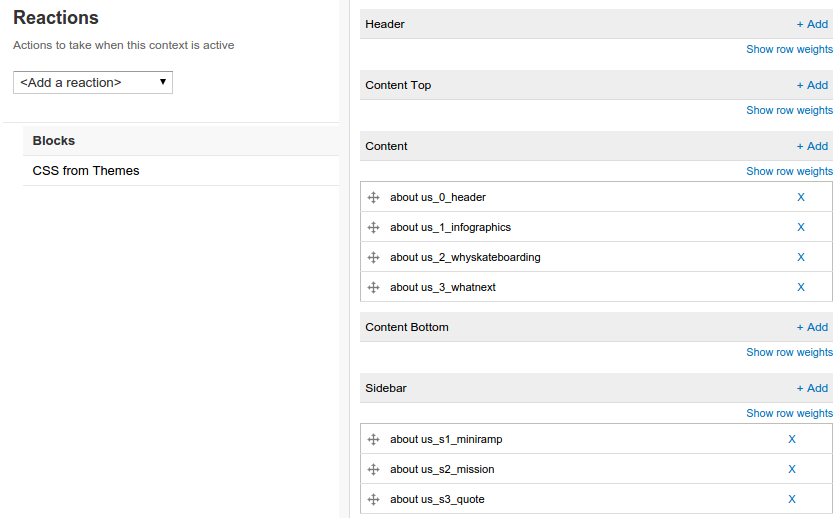 Reactions
Actions to take when this context is active
<Add a reaction>
Blocks
CSS from Themes
Header + Add
Show row weights
Content Top + Add
Show row weights
Content + Add
Show row weights
about us_0_header X
about us_1_infographics X
about us_2_whyskateboarding X
about us_3_whatnext X
Content Bottom + Add
Show row weights
Sidebar + Add
Show row weights
about us_s1_miniramp X
about us_s2_mission X
about us_s3_quote X